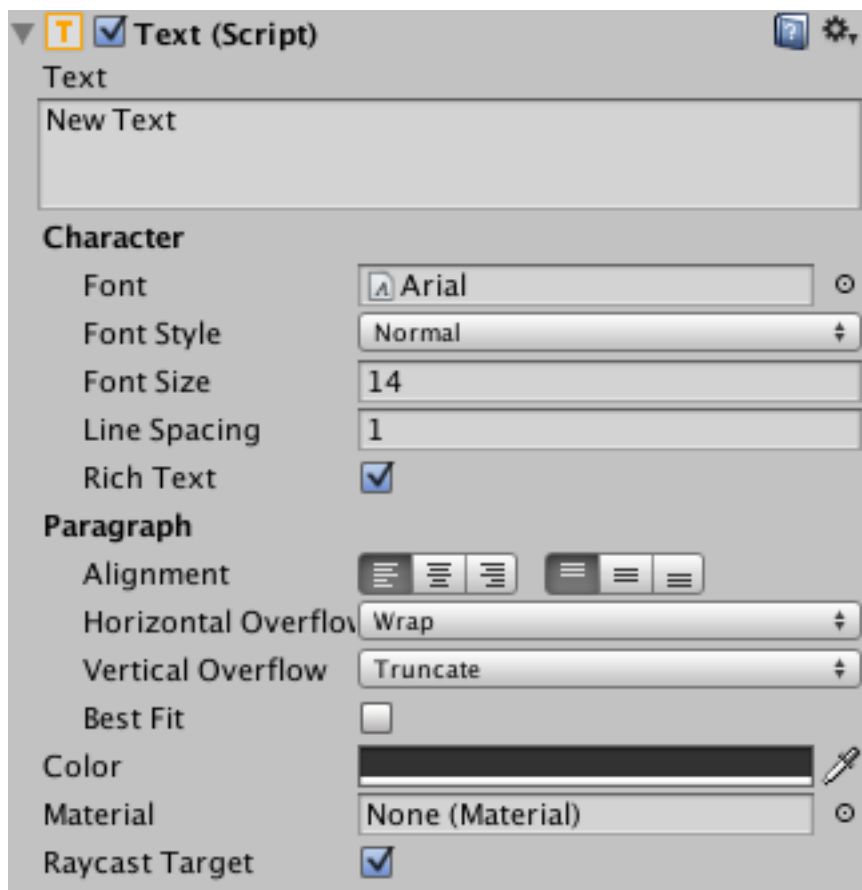 Text (Script)
Text
New Text
Character
Font Arial
Font Style Normal
Font Size 14
Line Spacing 1
Rich Text
Paragraph
Alignment
Horizontal Overflow Wrap
Vertical Overflow Truncate
Best Fit
Color
Material None (Material)
Raycast Target